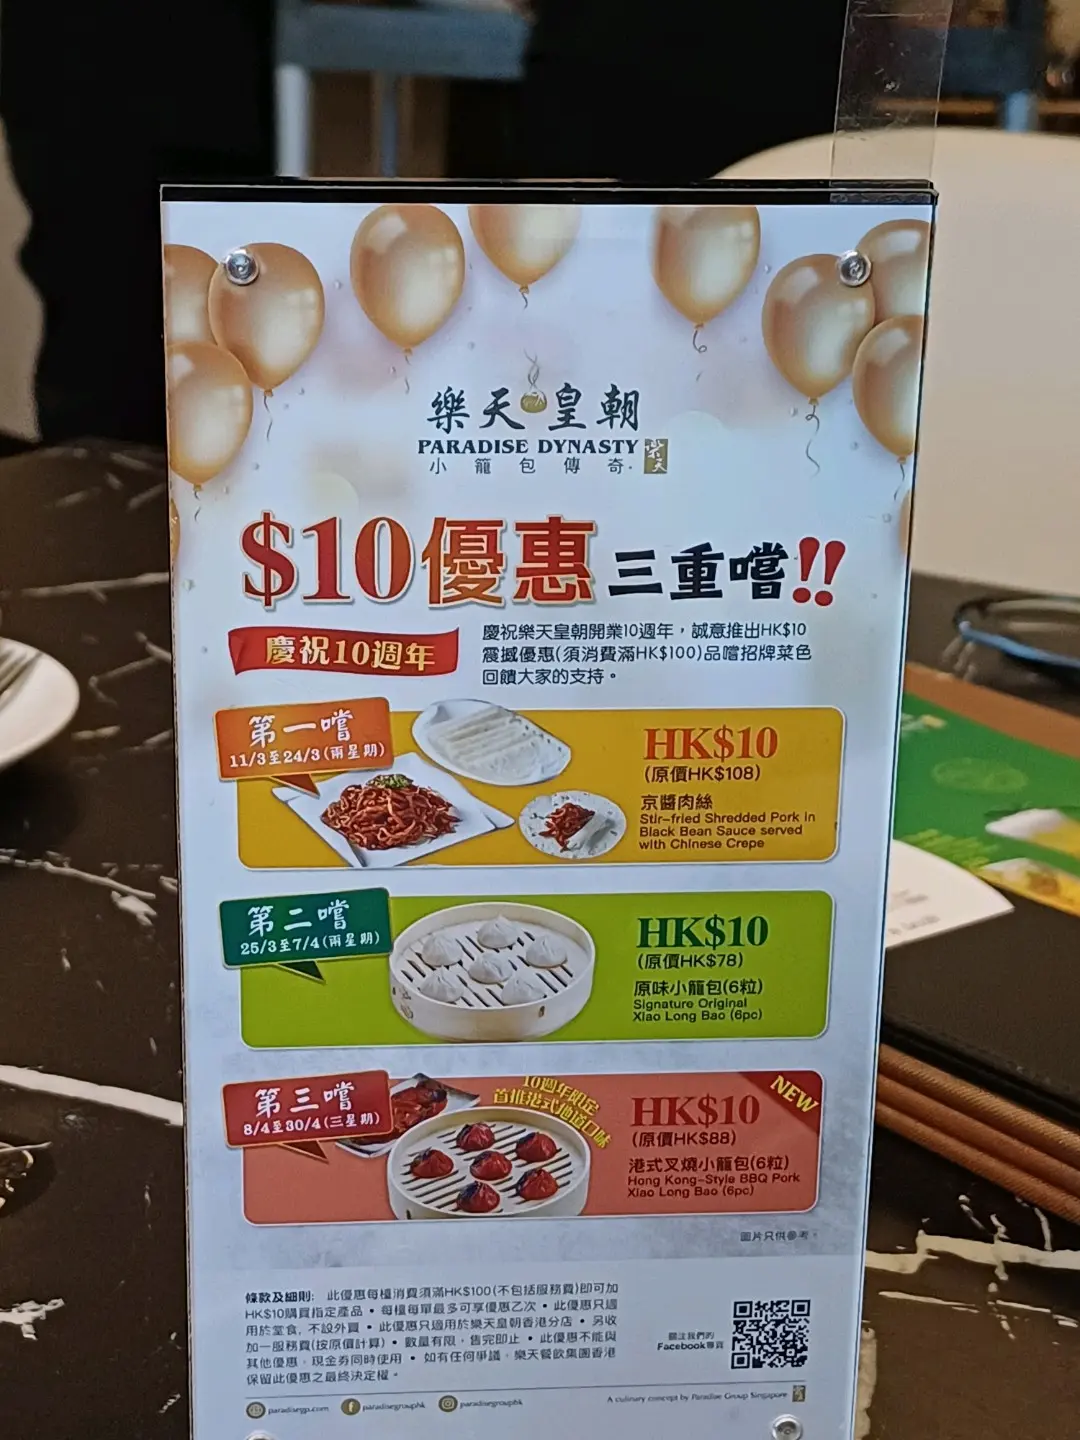 樂天皇朝
PARADISE DYNASTY
小籠包傳奇
樂天
$10優惠三重嚐!!
慶祝10週年
慶祝樂天皇朝開業10週年，誠意推出HK$10
震撼優惠(須消費滿HK$100)品嚐招牌菜色
回饋大家的支持。
第一嚐
11/3至24/3(兩星期)
HK$10
(原價HK$108)
京醬肉絲
Stir-fried Shredded Pork in
Black Bean Sauce served
with Chinese Crepe
第二嚐
25/3至7/4(兩星期)
HK$10
(原價HK$78)
原味小籠包(6粒)
Signature Original
Xiao Long Bao (6pc)
第三嚐
8/4至30/4(三星期)
10週年限定
首推港式地道口味
NEW
HK$10
(原價HK$88)
港式叉燒小籠包(6粒)
Hong Kong-Style BBQ Pork
Xiao Long Bao (6pc)
圖片只供參考。
條款及細則: 此優惠每檯消費須滿HK$100(不包括服務費)即可加
HK$10購買指定產品 • 每檯每單最多可享優惠乙次 • 此優惠只適
用於堂食, 不設外賣 • 此優惠只適用於樂天皇朝香港分店 • 另收
加一服務費(按原價計算) • 數量有限，售完即止 • 此優惠不能與
其他優惠、現金券同時使用 • 如有任何爭議，樂天餐飲集團香港
保留此優惠之最終決定權。
關注我們的
Facebook專頁
paradisegp.com
paradisegrouphk
paradisegrouphk
A culinary concept by Paradise Group Singapore